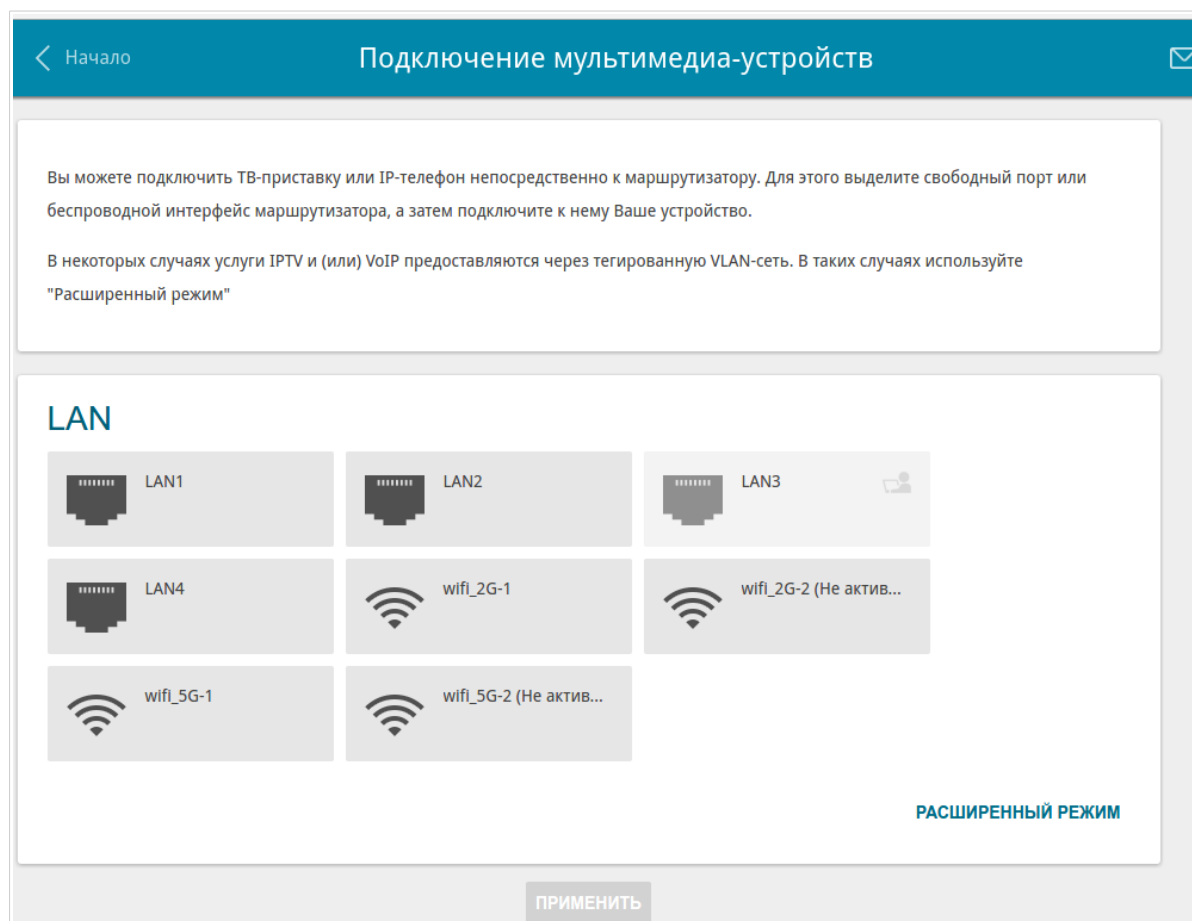 Начало
Подключение мультимедиа-устройств
Вы можете подключить ТВ-приставку или IP-телефон непосредственно к маршрутизатору. Для этого выделите свободный порт или
беспроводной интерфейс маршрутизатора, а затем подключите к нему Ваше устройство.
В некоторых случаях услуги IPTV и (или) VoIP предоставляются через тегированную VLAN-сеть. В таких случаях используйте
"Расширенный режим"
LAN
LAN1
LAN2
LAN3
LAN4
wifi_2G-1
wifi_2G-2 (Не актив...
wifi_5G-1
wifi_5G-2 (Не актив...
РАСШИРЕННЫЙ РЕЖИМ
ПРИМЕНИТЬ